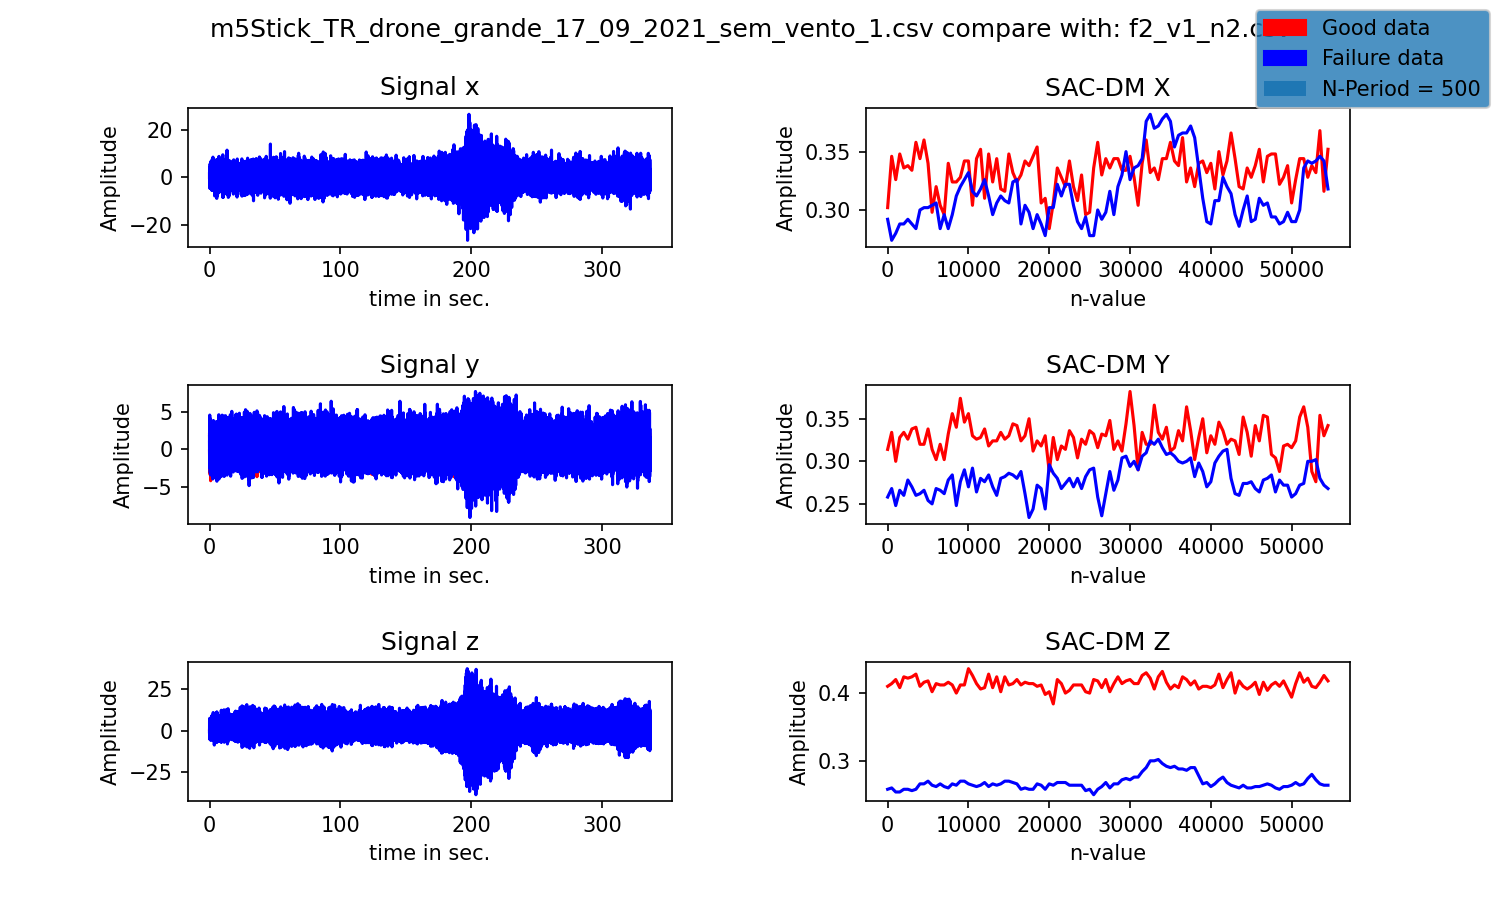 m5Stick_TR_drone_grande_17_09_2021_sem_vento_1.csv compare with: f2_v1_n2.csv
Good data
Failure data
N-Period = 500
Signal x
Amplitude
20
0
−20
0 100 200 300
time in sec.
SAC-DM X
Amplitude
0.35
0.30
0 10000 20000 30000 40000 50000
n-value
Signal y
Amplitude
5
0
−5
0 100 200 300
time in sec.
SAC-DM Y
Amplitude
0.35
0.30
0.25
0 10000 20000 30000 40000 50000
n-value
Signal z
Amplitude
25
0
−25
0 100 200 300
time in sec.
SAC-DM Z
Amplitude
0.4
0.3
0 10000 20000 30000 40000 50000
n-value